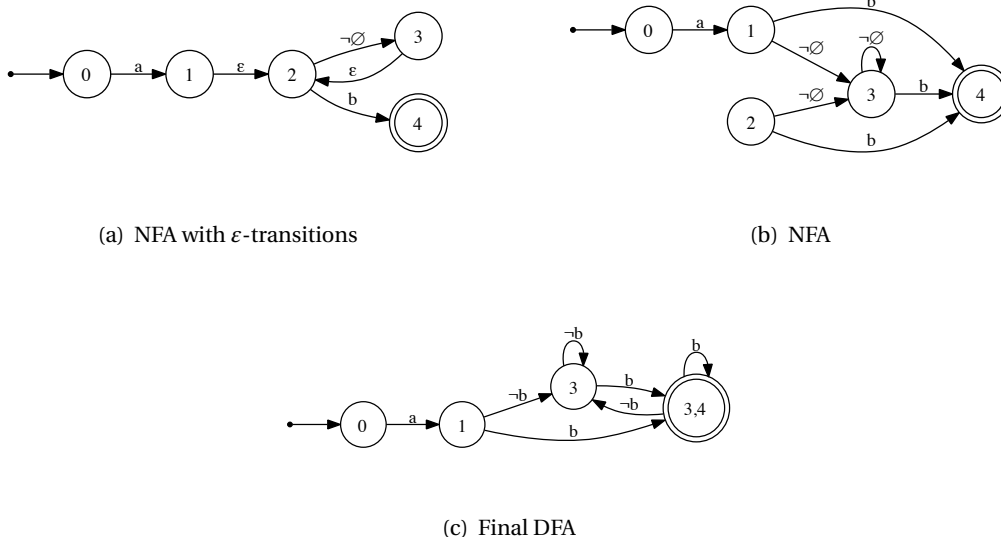 0 a 1 ε 2 ¬∅ 3 ε b 4
(a) NFA with ε-transitions
0 a 1 b ¬∅ ¬∅ 3 b 4 2 ¬∅ b
(b) NFA
0 a 1 ¬b b ¬b 3 b ¬b b 3,4
(c) Final DFA